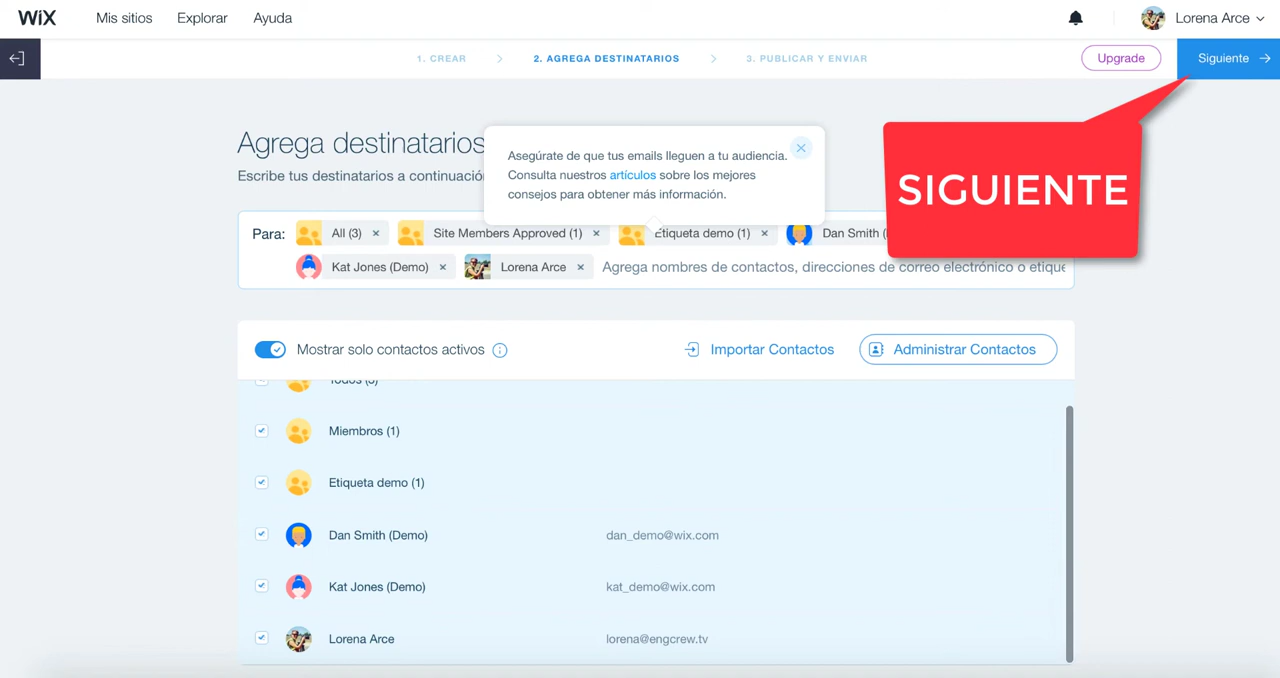 WiX Mis sitios Explorar Ayuda Lorena Arce
1. CREAR 2. AGREGA DESTINATARIOS 3. PUBLICAR Y ENVIAR Upgrade Siguiente
Agrega destinatarios
Escribe tus destinatarios a continuación
Asegúrate de que tus emails lleguen a tu audiencia.
Consulta nuestros artículos sobre los mejores
consejos para obtener más información.
SIGUIENTE
Para: All (3) Site Members Approved (1) Etiqueta demo (1) Dan Smith (
Kat Jones (Demo) Lorena Arce Agrega nombres de contactos, direcciones de correo electrónico o etique
Mostrar solo contactos activos Importar Contactos Administrar Contactos
Miembros (1)
Etiqueta demo (1)
Dan Smith (Demo) dan_demo@wix.com
Kat Jones (Demo) kat_demo@wix.com
Lorena Arce lorena@engcrew.tv